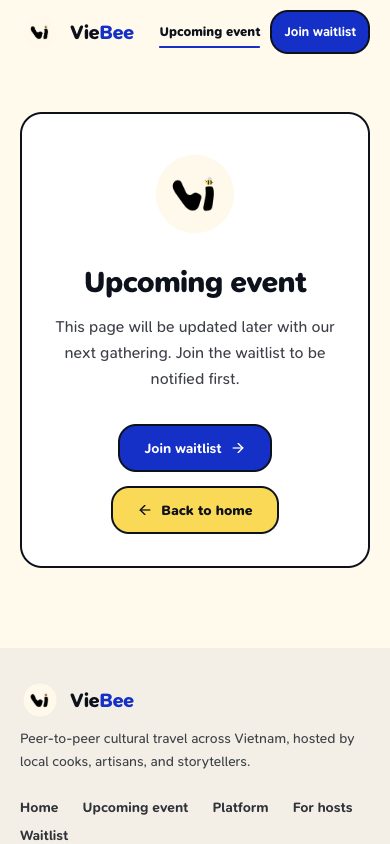 VieBee
Upcoming event
Join waitlist
Upcoming event
This page will be updated later with our
next gathering. Join the waitlist to be
notified first.
Join waitlist →
← Back to home
VieBee
Peer-to-peer cultural travel across Vietnam, hosted by
local cooks, artisans, and storytellers.
Home Upcoming event Platform For hosts
Waitlist